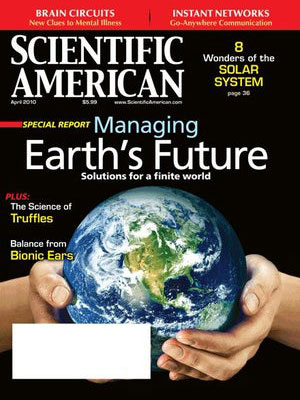 BRAIN CIRCUITS
New Clues to Mental Illness
INSTANT NETWORKS
Go-Anywhere Communication
SCIENTIFIC
AMERICAN
April 2010
$5.99
www.ScientificAmerican.com
8
Wonders of the
SOLAR
SYSTEM
page 36
SPECIAL REPORT Managing
Earth's Future
Solutions for a finite world
PLUS:
The Science of
Truffles
Balance from
Bionic Ears